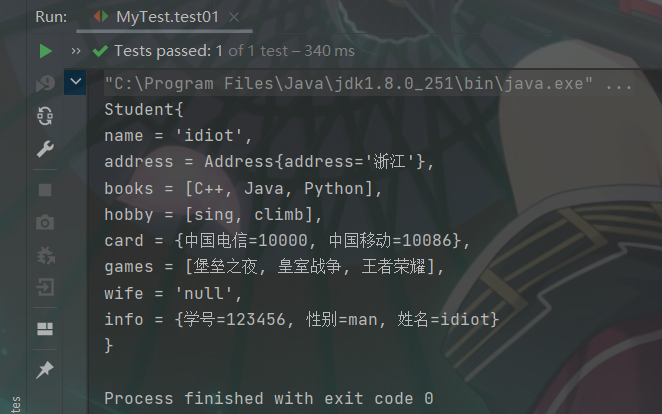 Run: MyTest.test01
Tests passed: 1 of 1 test – 340 ms
"C:\Program Files\Java\jdk1.8.0_251\bin\java.exe" ...
Student{
name = 'idiot',
address = Address{address='浙江'},
books = [C++, Java, Python],
hobby = [sing, climb],
card = {中国电信=10000, 中国移动=10086},
games = [堡垒之夜, 皇室战争, 王者荣耀],
wife = 'null',
info = {学号=123456, 性别=man, 姓名=idiot}
}
Process finished with exit code 0